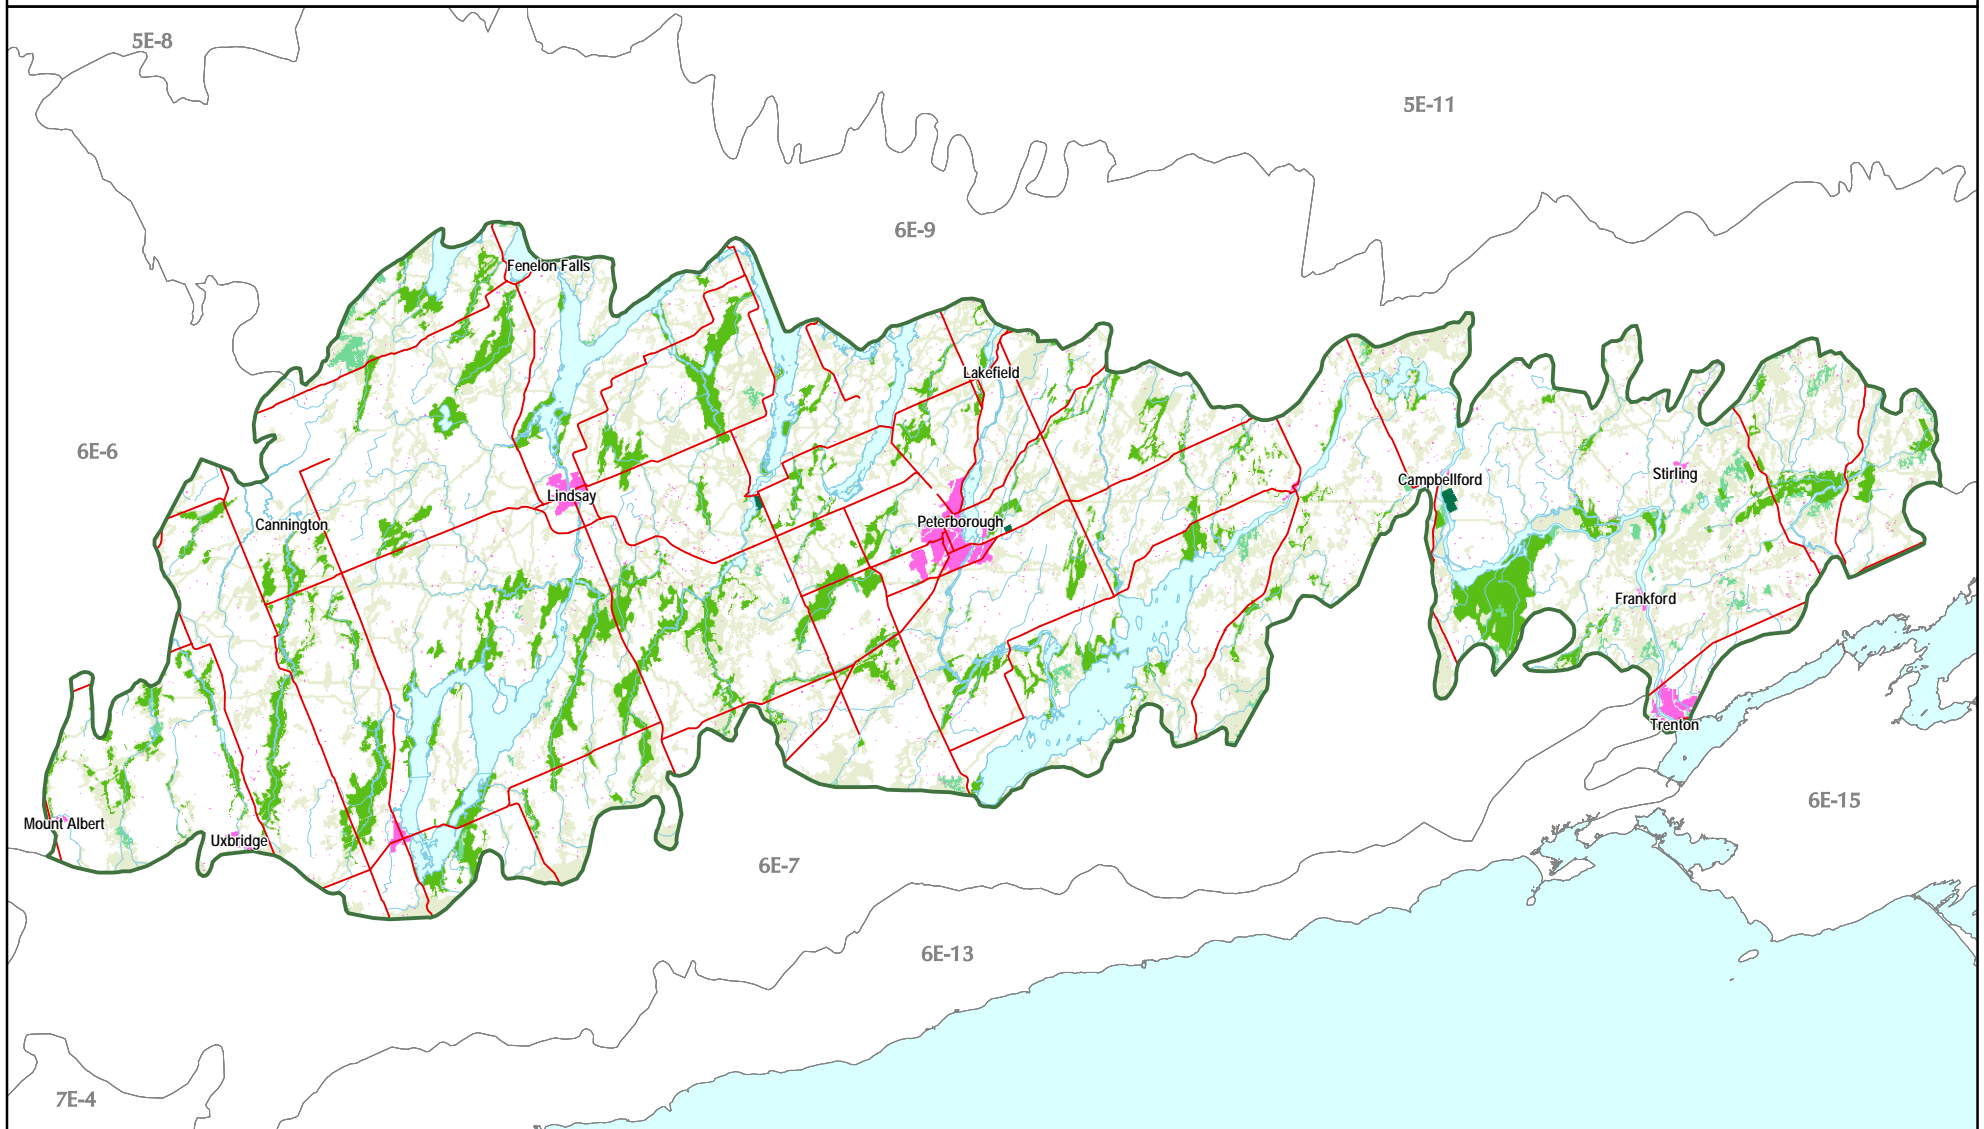 5E-8
5E-11
6E-9
Fenelon Falls
Lakefield
6E-6
Stirling
Campbellford
Lindsay
Peterborough
Cannington
Frankford
Trenton
6E-15
Mount Albert
Uxbridge
6E-7
6E-13
7E-4